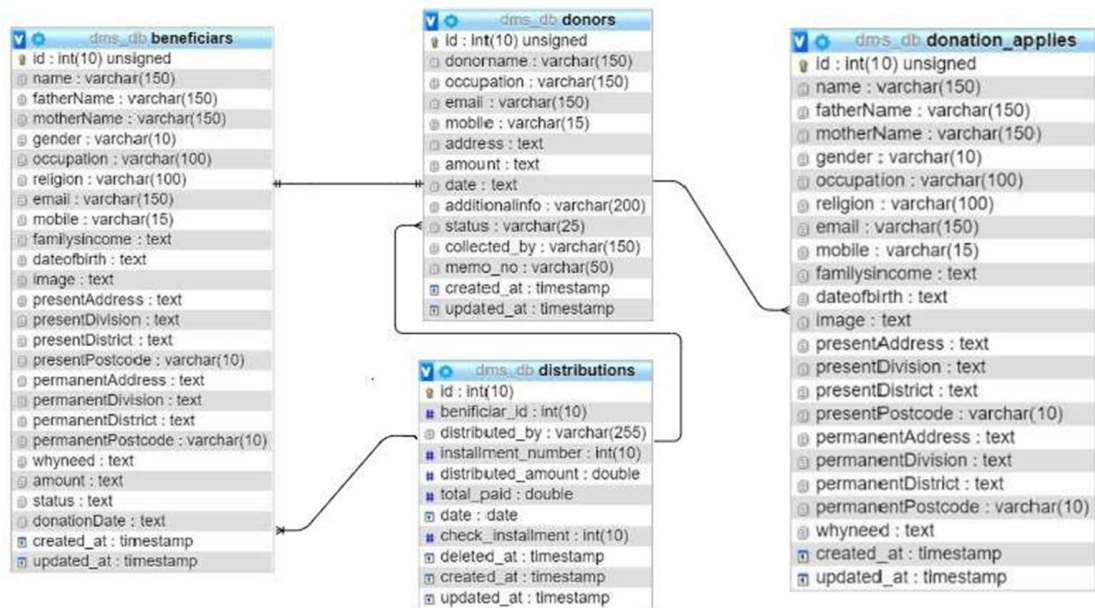 dms_db beneficiars
id : int(10) unsigned
name : varchar(150)
fatherName : varchar(150)
motherName : varchar(150)
gender : varchar(10)
occupation : varchar(100)
religion : varchar(100)
email : varchar(150)
mobile : varchar(15)
familysincome : text
dateofbirth : text
image : text
presentAddress : text
presentDivision : text
presentDistrict : text
presentPostcode : varchar(10)
permanentAddress : text
permanentDivision : text
permanentDistrict : text
permanentPostcode : varchar(10)
whyneed : text
amount : text
status : text
donationDate : text
created_at : timestamp
updated_at : timestamp
dms_db donors
id : int(10) unsigned
donorname : varchar(150)
occupation : varchar(150)
email : varchar(150)
mobile : varchar(15)
address : text
amount : text
date : text
additionalinfo : varchar(200)
status : varchar(25)
collected_by : varchar(150)
memo_no : varchar(50)
created_at : timestamp
updated_at : timestamp
dms_db distributions
id : int(10)
benificiar_id : int(10)
distributed_by : varchar(255)
installment_number : int(10)
distributed_amount : double
total_paid : double
date : date
check_installment : int(10)
deleted_at : timestamp
created_at : timestamp
updated_at : timestamp
dms_db donation_applies
id : int(10) unsigned
name : varchar(150)
fatherName : varchar(150)
motherName : varchar(150)
gender : varchar(10)
occupation : varchar(100)
religion : varchar(100)
email : varchar(150)
mobile : varchar(15)
familysincome : text
dateofbirth : text
image : text
presentAddress : text
presentDivision : text
presentDistrict : text
presentPostcode : varchar(10)
permanentAddress : text
permanentDivision : text
permanentDistrict : text
permanentPostcode : varchar(10)
whyneed : text
created_at : timestamp
updated_at : timestamp